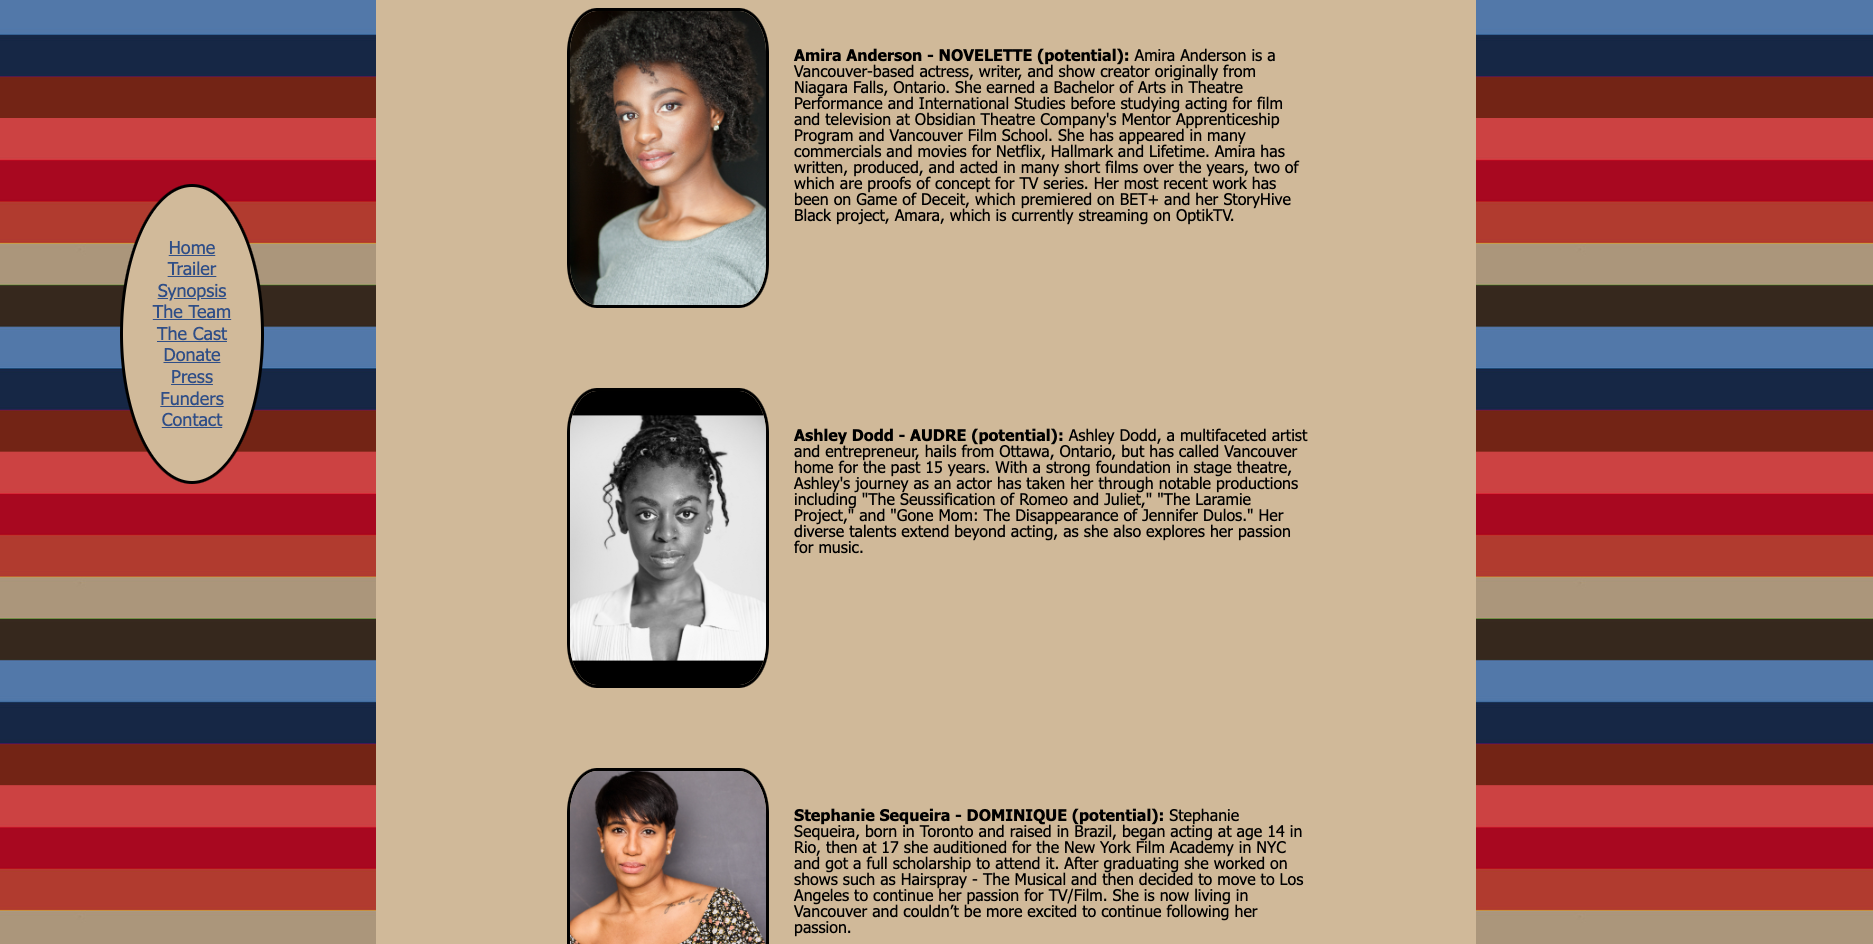 Home
Trailer
Synopsis
The Team
The Cast
Donate
Press
Funders
Contact
Amira Anderson - NOVELETTE (potential): Amira Anderson is a
Vancouver-based actress, writer, and show creator originally from
Niagara Falls, Ontario. She earned a Bachelor of Arts in Theatre
Performance and International Studies before studying acting for film
and television at Obsidian Theatre Company's Mentor Apprenticeship
Program and Vancouver Film School. She has appeared in many
commercials and movies for Netflix, Hallmark and Lifetime. Amira has
written, produced, and acted in many short films over the years, two of
which are proofs of concept for TV series. Her most recent work has
been on Game of Deceit, which premiered on BET+ and her StoryHive
Black project, Amara, which is currently streaming on OptikTV.
Ashley Dodd - AUDRE (potential): Ashley Dodd, a multifaceted artist
and entrepreneur, hails from Ottawa, Ontario, but has called Vancouver
home for the past 15 years. With a strong foundation in stage theatre,
Ashley's journey as an actor has taken her through notable productions
including "The Seussification of Romeo and Juliet," "The Laramie
Project," and "Gone Mom: The Disappearance of Jennifer Dulos." Her
diverse talents extend beyond acting, as she also explores her passion
for music.
Stephanie Sequeira - DOMINIQUE (potential): Stephanie
Sequeira, born in Toronto and raised in Brazil, began acting at age 14 in
Rio, then at 17 she auditioned for the New York Film Academy in NYC
and got a full scholarship to attend it. After graduating she worked on
shows such as Hairspray - The Musical and then decided to move to Los
Angeles to continue her passion for TV/Film. She is now living in
Vancouver and couldn’t be more excited to continue following her
passion.